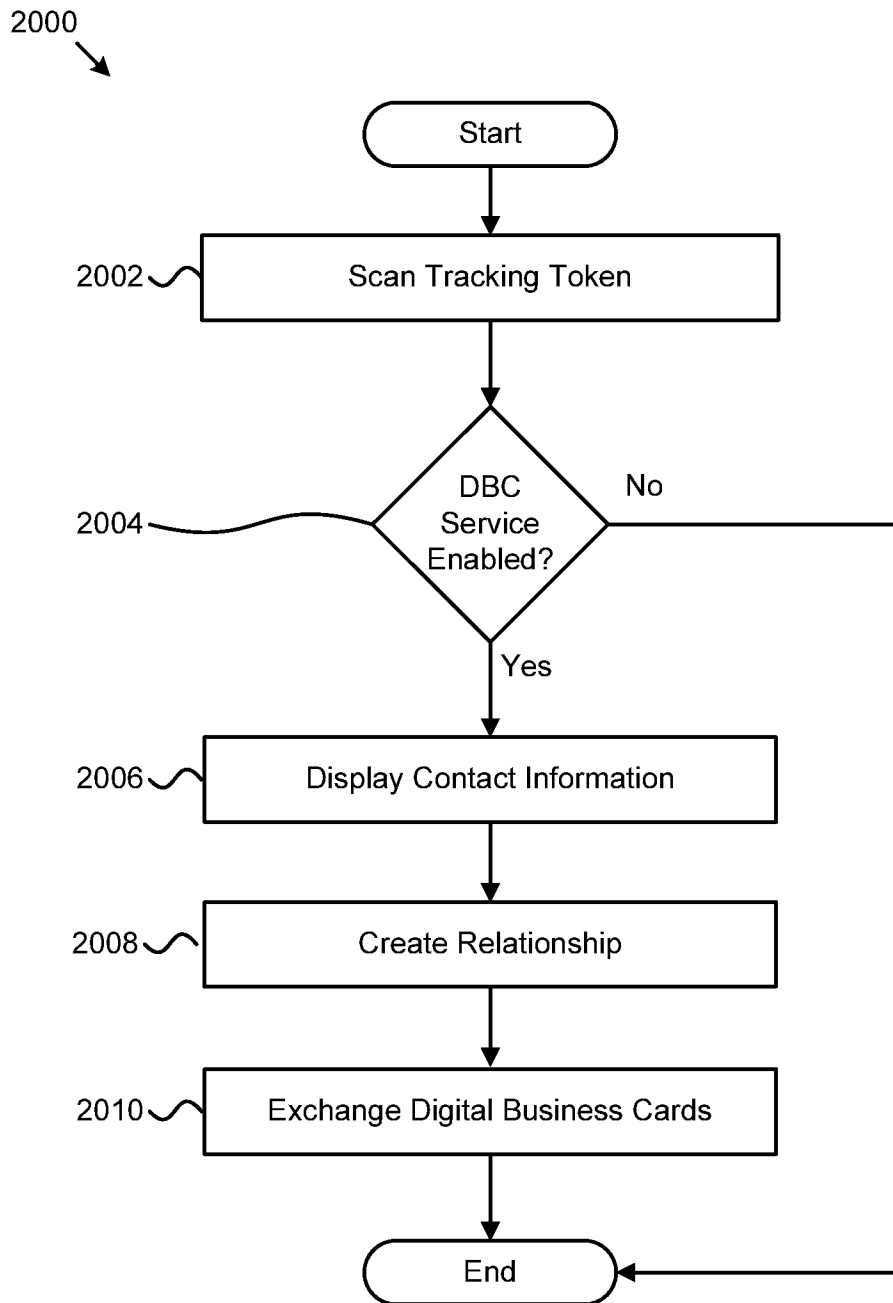 2000
Start
2002
Scan Tracking Token
DBC
Service
Enabled?
2004
No
Yes
2006
Display Contact Information
2008
Create Relationship
2010
Exchange Digital Business Cards
End